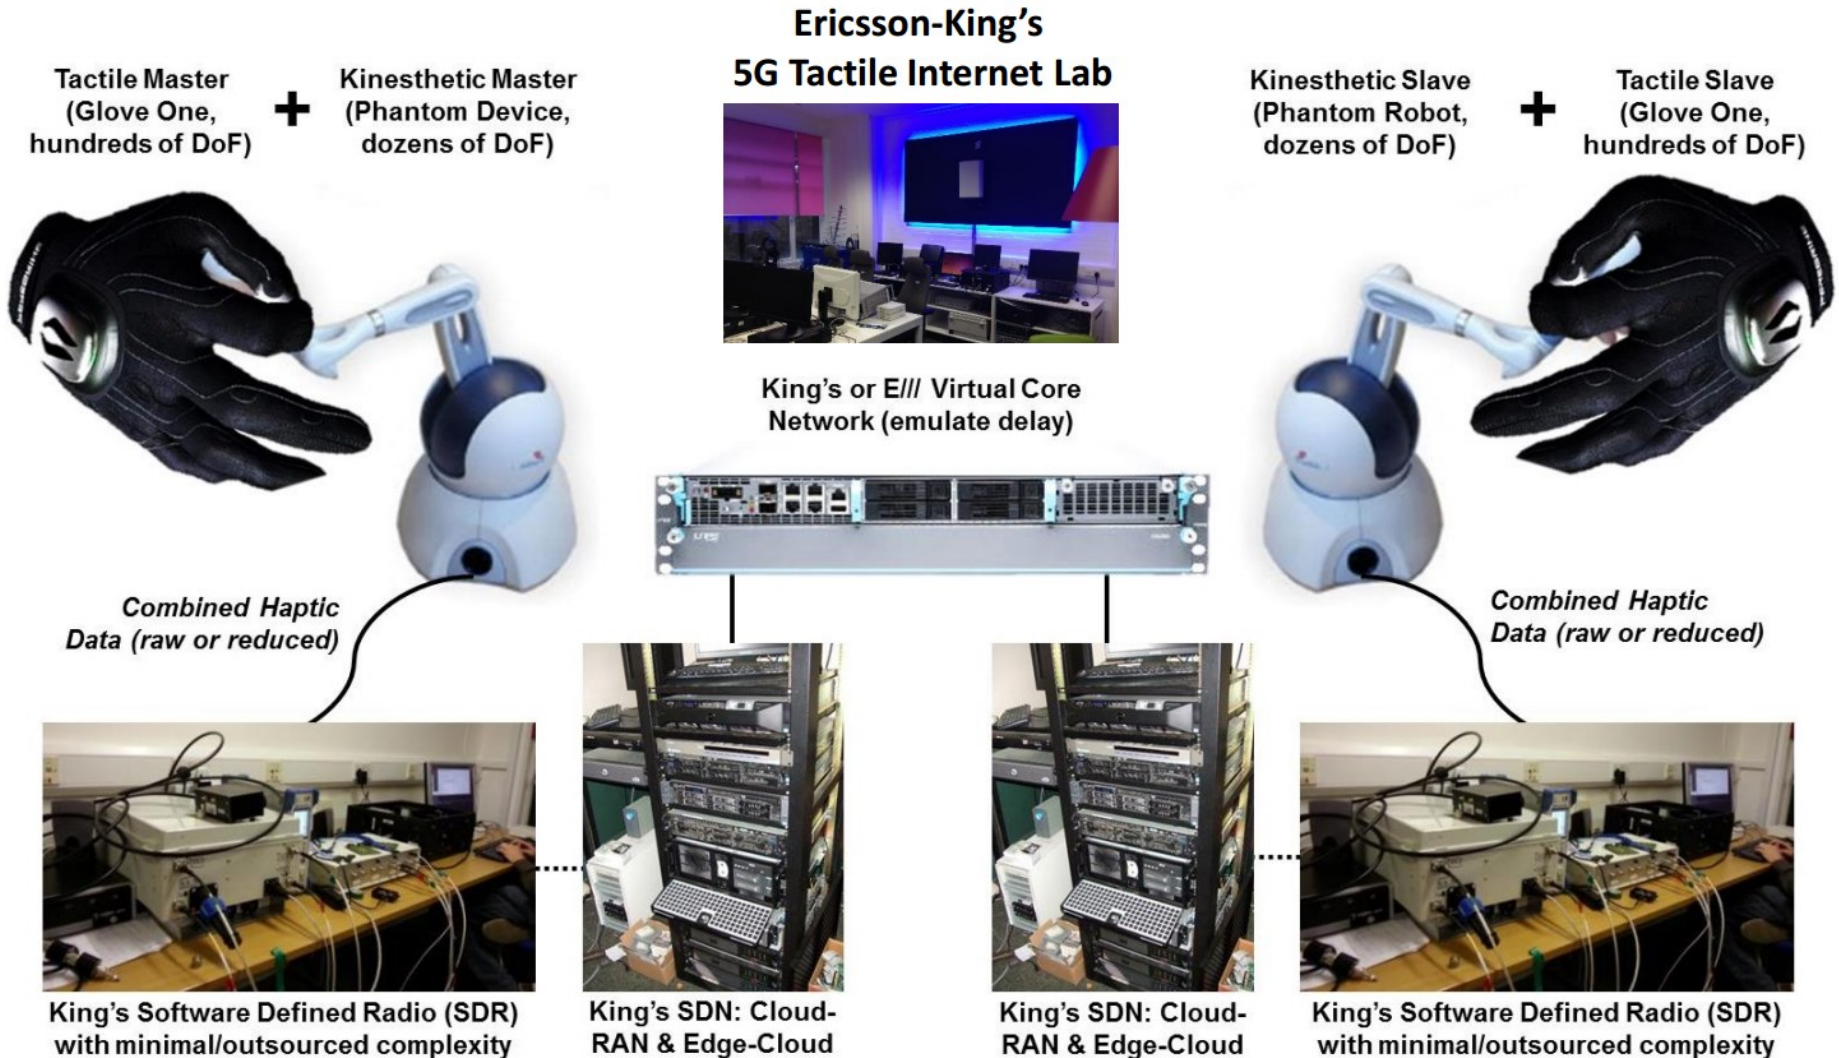 Ericsson-King's
5G Tactile Internet Lab
Tactile Master
(Glove One,
hundreds of DoF)
+
Kinesthetic Master
(Phantom Device,
dozens of DoF)
Kinesthetic Slave
(Phantom Robot,
dozens of DoF)
+
Tactile Slave
(Glove One,
hundreds of DoF)
King's or E/// Virtual Core
Network (emulate delay)
Combined Haptic
Data (raw or reduced)
Combined Haptic
Data (raw or reduced)
King's Software Defined Radio (SDR)
with minimal/outsourced complexity
King's SDN: Cloud-
RAN & Edge-Cloud
King's SDN: Cloud-
RAN & Edge-Cloud
King's Software Defined Radio (SDR)
with minimal/outsourced complexity